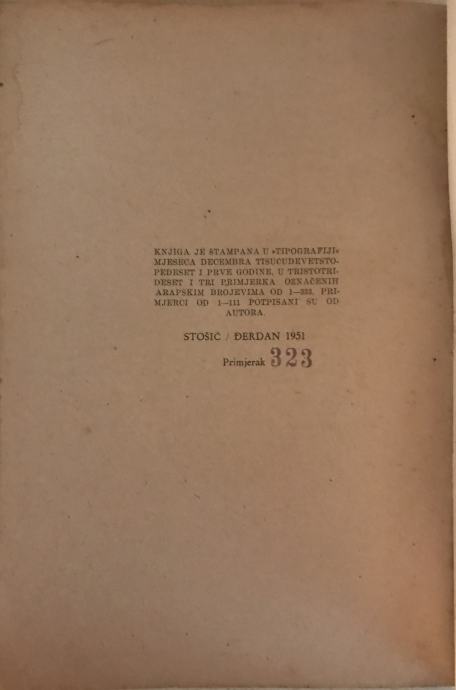 KNJIGA JE ŠTAMPANA U »TIPOGRAFIJI«
MJESECA DECEMBRA TISUĆUDEVETSTO-
PEDESET I PRVE GODINE, U TRISTOTRI-
DESET I TRI PRIMJERKA OZNAČENIH
ARAPSKIM BROJEVIMA OD 1—333. PRI-
MJERCI OD 1—111 POTPISANI SU OD
AUTORA.
STOŠIĆ / ĐERDAN 1951
Primjerak 323